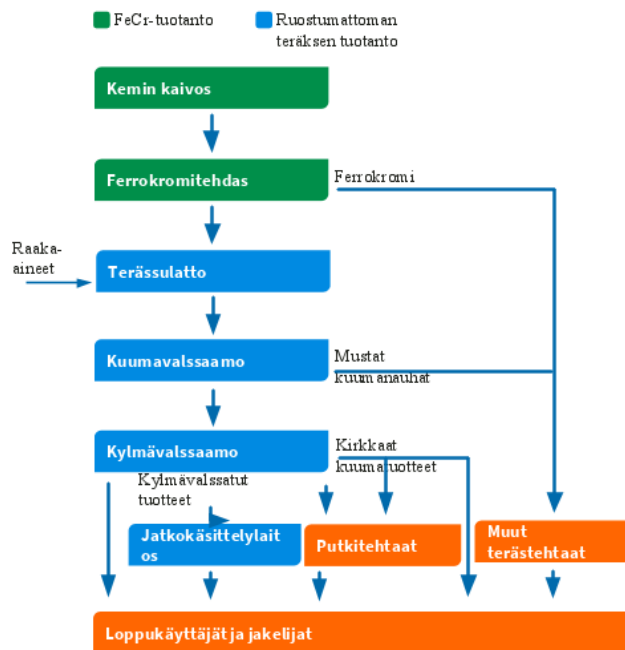 FeCr-tuotanto
Ruostumattoman
teräksen tuotanto
Kemin kaivos
Ferrokromitehdas
Ferrokromi
Raaka-
aineet
Terässulatto
Kuumavalssaamo
Mustat
kuumanauhat
Kylmävalssaamo
Kirkkaat
kuumatuotteet
Kylmävalssatut
tuotteet
Jatkokäsittelylait
os
Putkitehtaat
Muut
terästehtaat
Loppukäyttäjät ja jakelijat